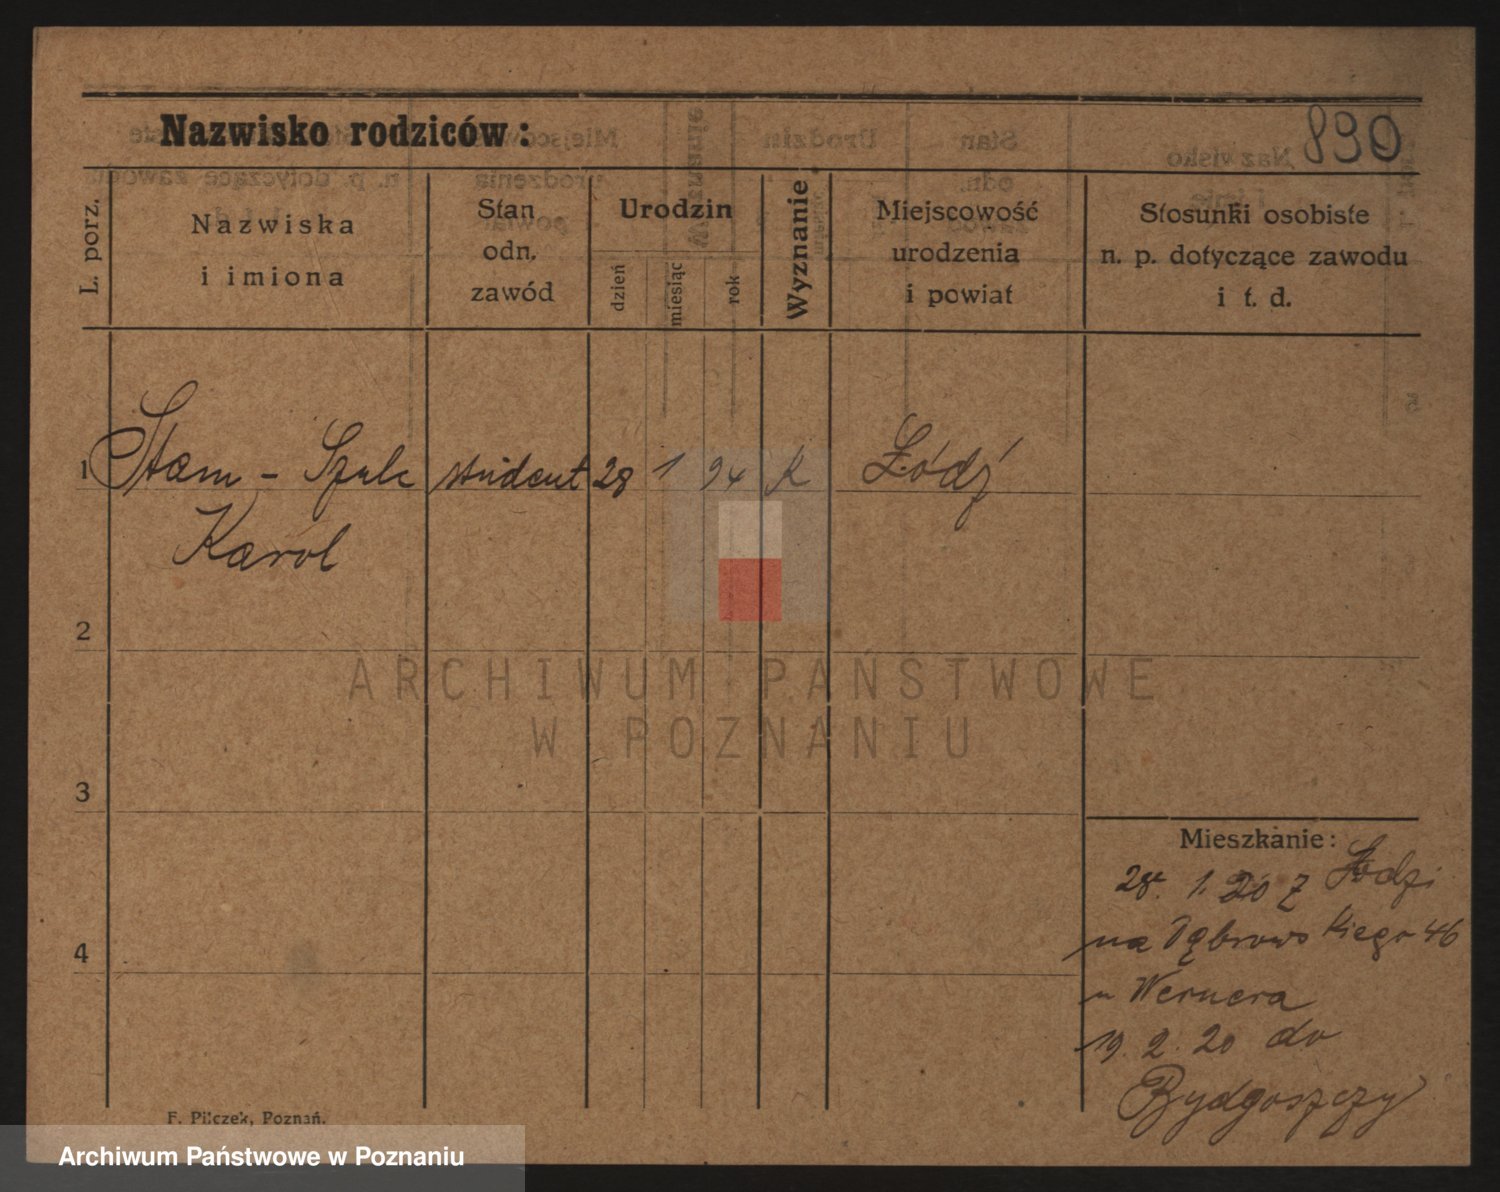 Nazwisko rodziców:
890
L. porz.
Nazwiska
i imiona
Stan
odn.
zawód
Urodzin
dzień
miesiąc
rok
Wyznanie
Miejscowość
urodzenia
i powiat
Stosunki osobiste
n. p. dotyczące zawodu
i t. d.
1 Stam - Szulc student 28 1 94 K Łódź
Karol
2
3
4
Mieszkanie:
28. 1. 20 z Łodzi
na Dąbrowskiego 46
u Wernera
19. 2. 20 do
Bydgoszczy
F. Pilczek, Poznań.
ARCHIWUM PAŃSTWOWE
W POZNANIU
Archiwum Państwowe w Poznaniu